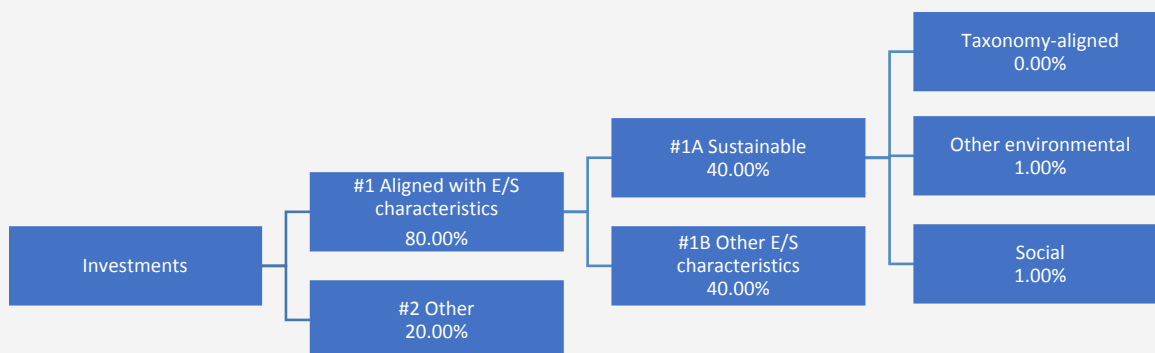 Investments
#1 Aligned with E/S
characteristics
80.00%
#2 Other
20.00%
#1A Sustainable
40.00%
#1B Other E/S
characteristics
40.00%
Taxonomy-aligned
0.00%
Other environmental
1.00%
Social
1.00%